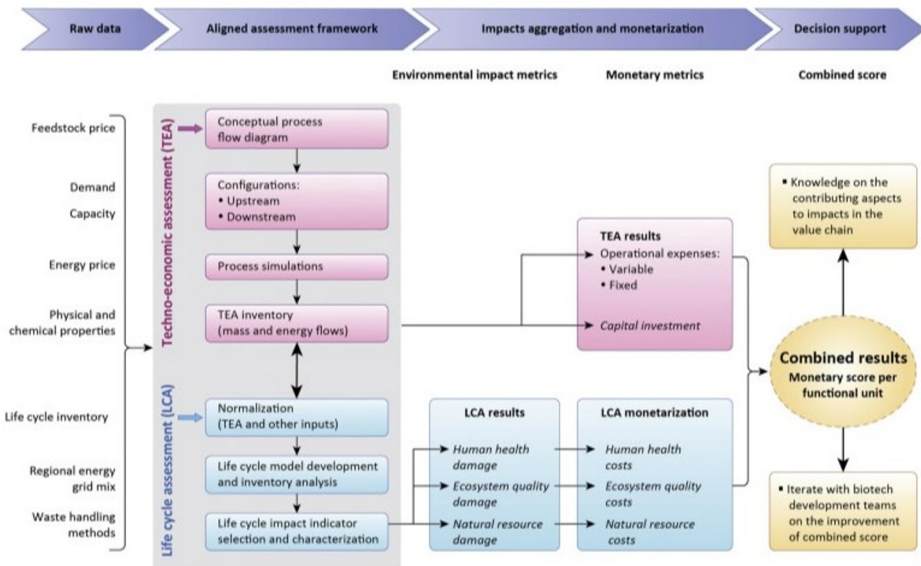 Raw data
Aligned assessment framework
Impacts aggregation and monetization
Decision support
Environmental impact metrics
Monetary metrics
Combined score
Feedstock price
Demand
Capacity
Energy price
Physical and
chemical properties
Life cycle inventory
Regional energy
grid mix
Waste handling
methods
Techno-economic assessment (TEA)
Conceptual process
flow diagram
Configurations:
• Upstream
• Downstream
Process simulations
TEA inventory
(mass and energy flows)
Life cycle assessment (LCA)
Normalization
(TEA and other inputs)
Life cycle model development
and inventory analysis
Life cycle impact indicator
selection and characterization
LCA results
Human health
damage
Ecosystem quality
damage
Natural resource
damage
TEA results
Operational expenses:
• Variable
• Fixed
Capital investment
LCA monetization
Human health
costs
Ecosystem quality
costs
Natural resource
costs
▪ Knowledge on the
contributing aspects
to impacts in the
value chain
Combined results
Monetary score per
functional unit
▪ Iterate with biotech
development teams
on the improvement
of combined score